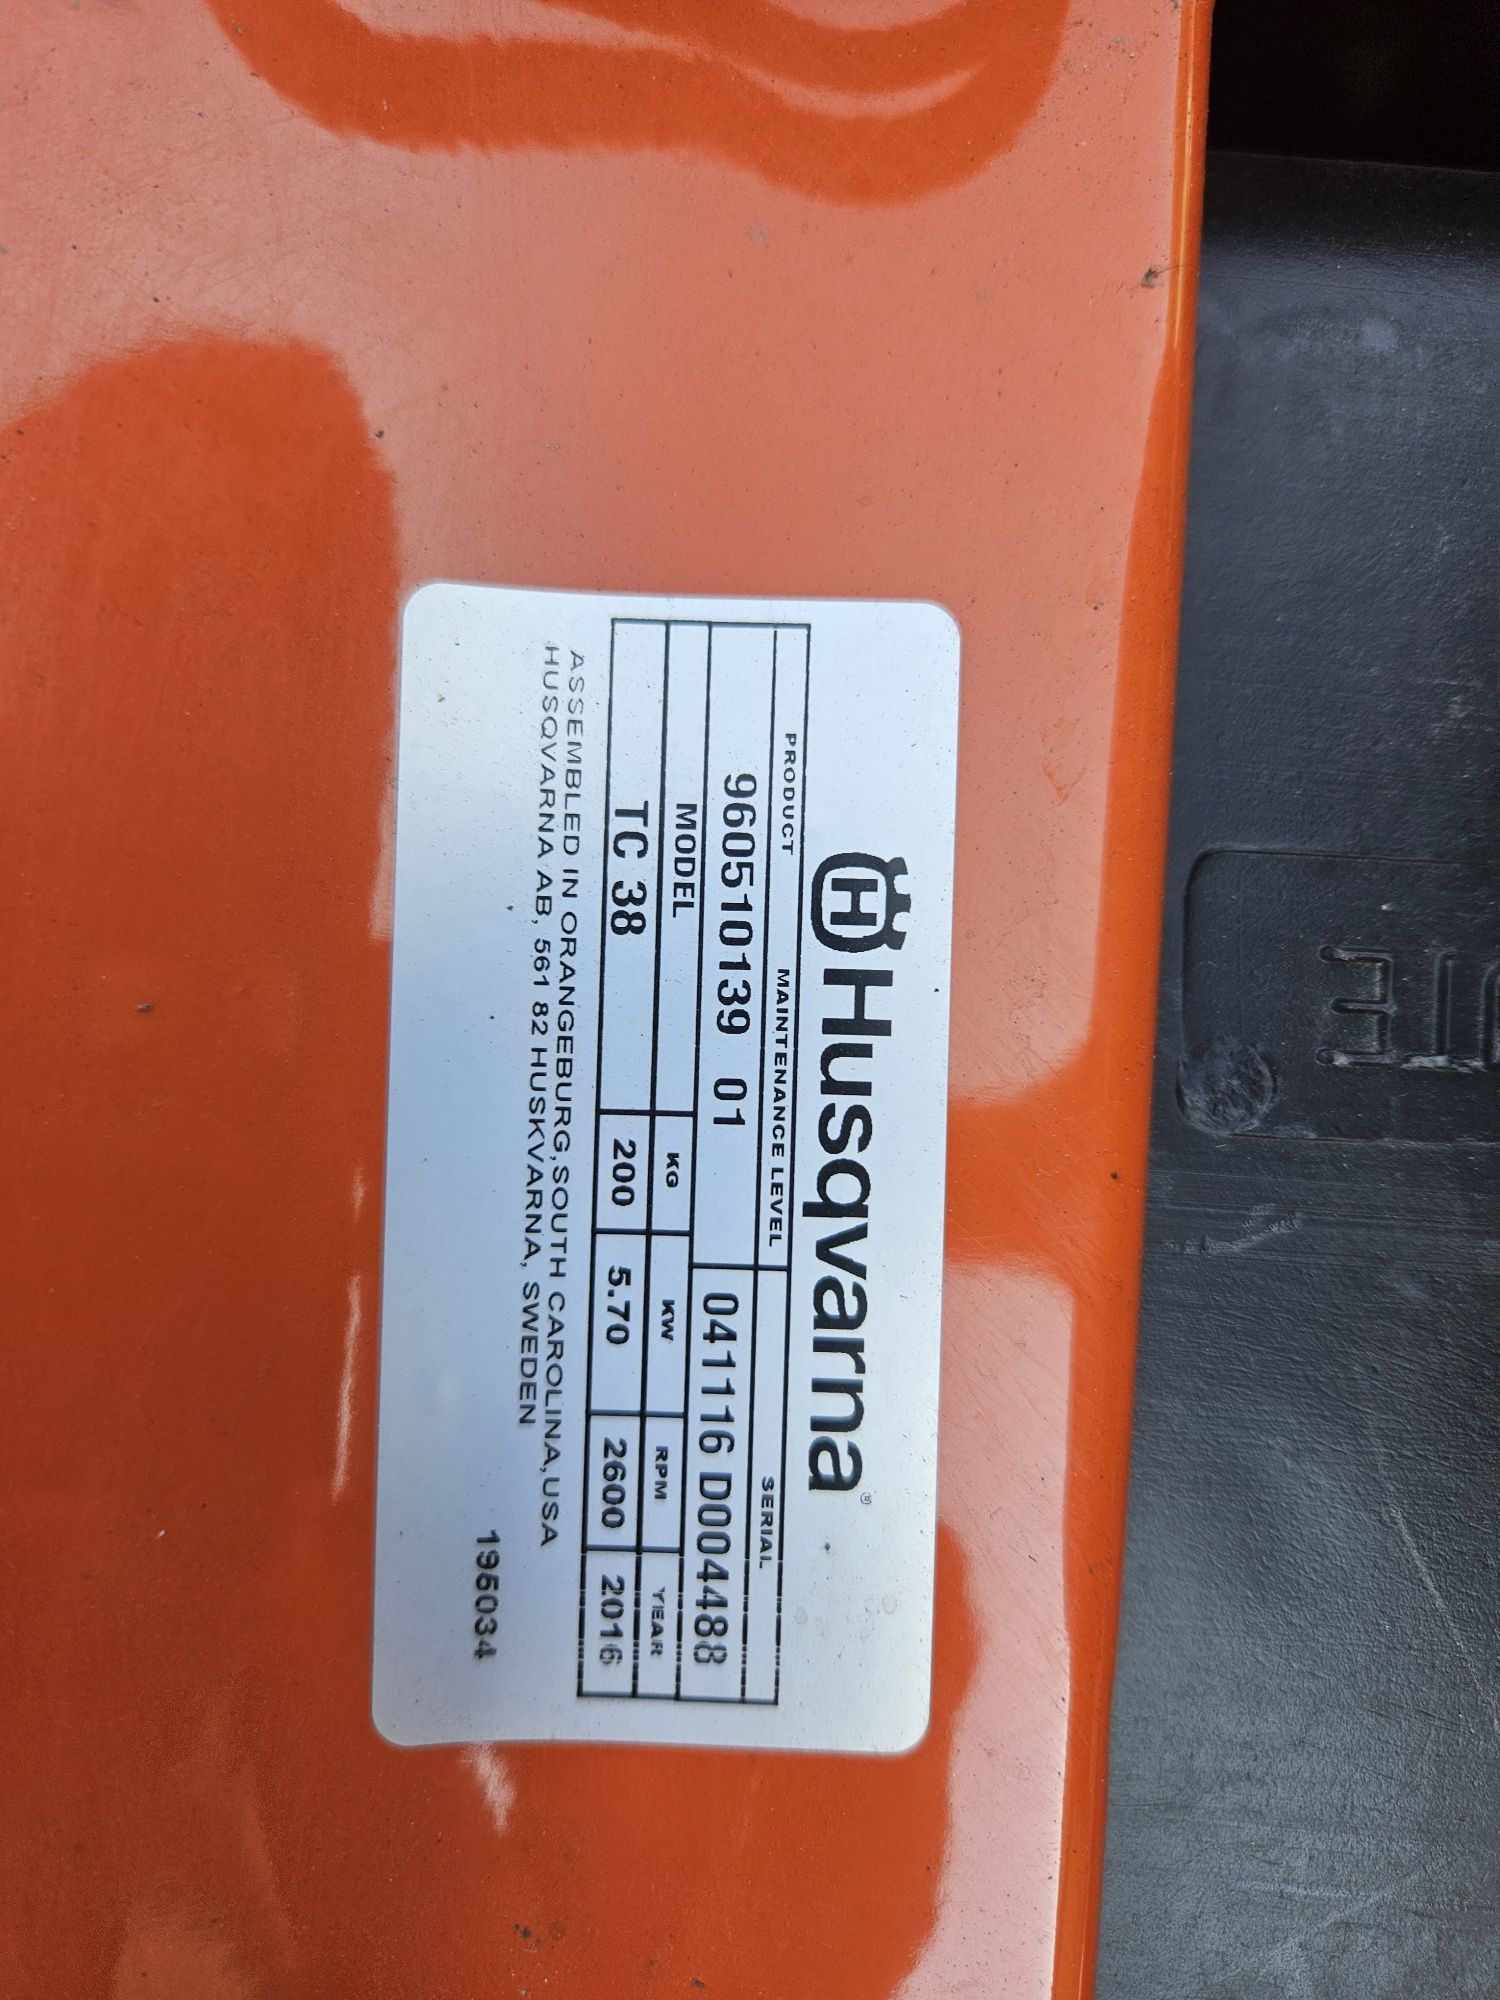 Husqvarna®
PRODUCT MAINTENANCE LEVEL SERIAL
960510139 01 041116 D004488
MODEL KG KW RPM YEAR
TC 38 200 5.70 2600 2016
ASSEMBLED IN ORANGEBURG,SOUTH CAROLINA,USA
HUSQVARNA AB, 561 82 HUSKVARNA, SWEDEN
195034